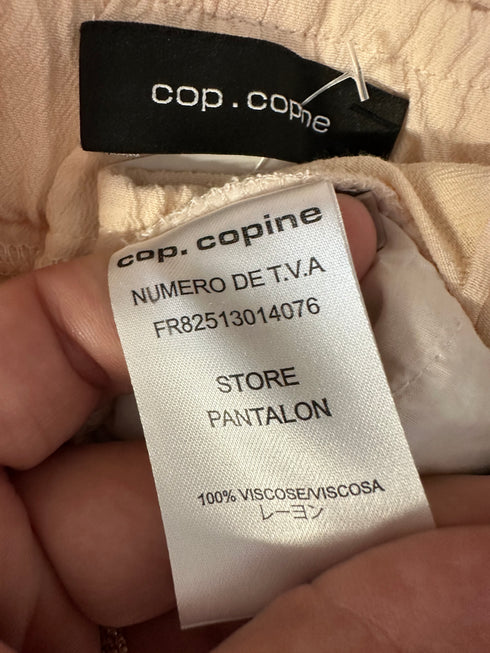 cop.copine
cop.copine
NUMERO DE T.V.A
FR82513014076
STORE
PANTALON
100% VISCOSE/VISCOSA
レーヨン